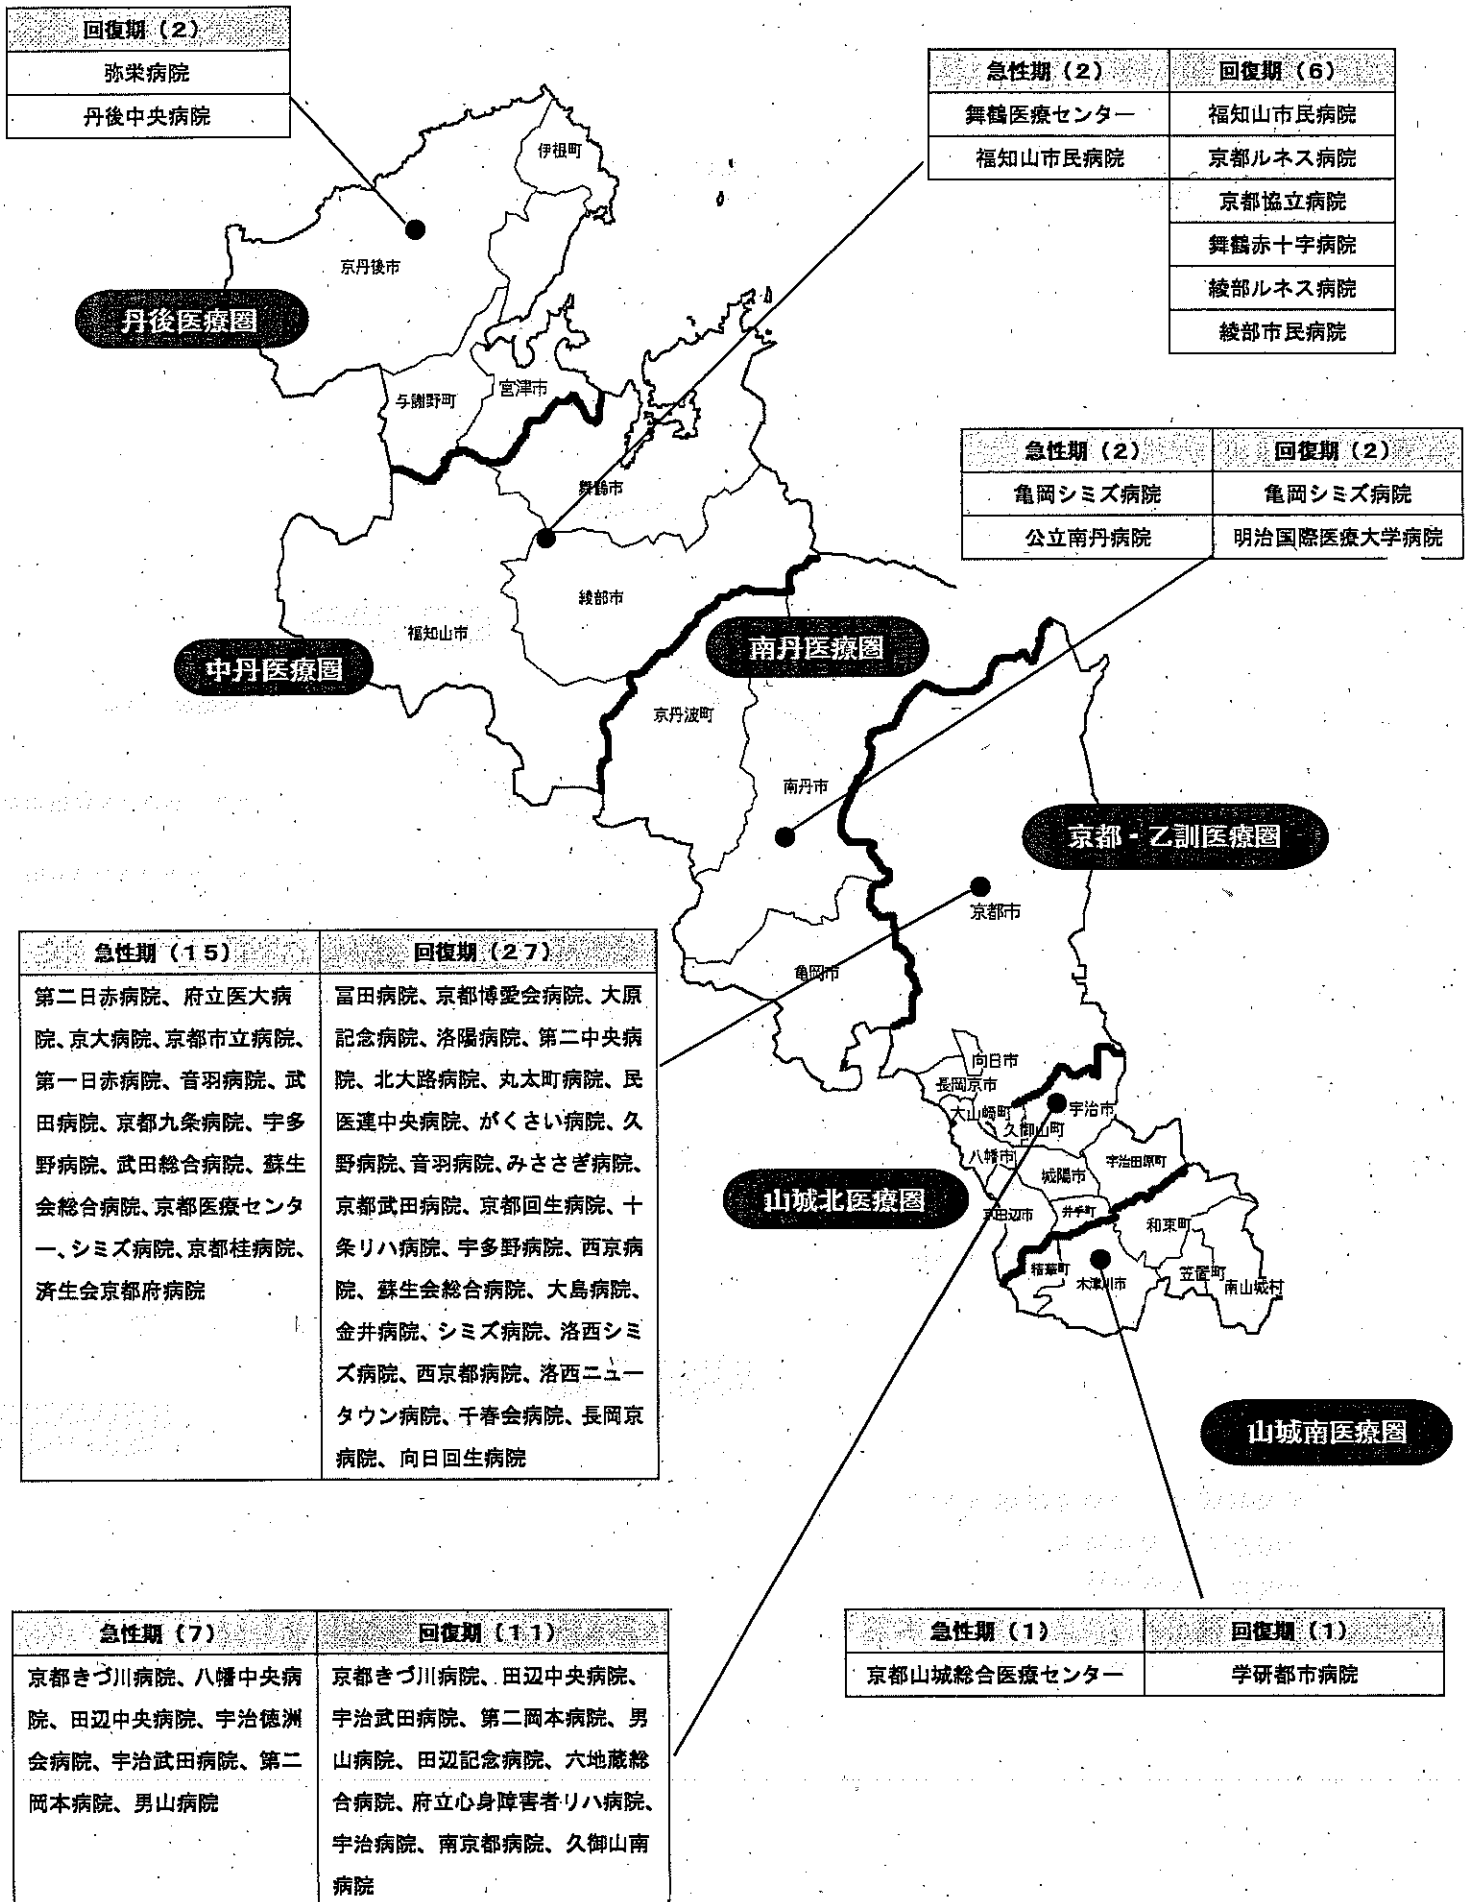 回復期（2）
弥栄病院
丹後中央病院
急性期（2） 回復期（6）
舞鶴医療センター 福知山市民病院
福知山市民病院 京都ルネス病院
京都協立病院
舞鶴赤十字病院
綾部ルネス病院
綾部市民病院
伊根町
京丹後市
丹後医療圏
与謝野町
宮津市
舞鶴市
急性期（2） 回復期（2）
亀岡シミズ病院 亀岡シミズ病院
公立南丹病院 明治国際医療大学病院
綾部市
福知山市
中丹医療圏
南丹医療圏
京丹波町
南丹市
京都・乙訓医療圏
京都市
亀岡市
急性期（15） 回復期（27）
第二日赤病院、府立医大病 冨田病院、京都博愛会病院、大原
院、京大病院、京都市立病院、 記念病院、洛陽病院、第二中央病
第一日赤病院、音羽病院、武 院、北大路病院、丸太町病院、民
田病院、京都九条病院、宇多 医連中央病院、がくさい病院、久
野病院、武田総合病院、蘇生 野病院、音羽病院、みささぎ病院、
会総合病院、京都医療センタ 京都武田病院、京都回生病院、十
ー、シミズ病院、京都桂病院、 条リハ病院、宇多野病院、西京病
済生会京都府病院 院、蘇生会総合病院、大島病院、
金井病院、シミズ病院、洛西シミ
ズ病院、西京都病院、洛西ニュー
タウン病院、千春会病院、長岡京
病院、向日回生病院
向日市
長岡京市
大山崎町
宇治市
久御山町
八幡市
城陽市
宇治田原町
山城北医療圏
京田辺市
井手町
和束町
精華町
木津川市
笠置町
南山城村
山城南医療圏
急性期（7） 回復期（11）
京都きづ川病院、八幡中央病 京都きづ川病院、田辺中央病院、
院、田辺中央病院、宇治徳洲 宇治武田病院、第二岡本病院、男
会病院、宇治武田病院、第二 山病院、田辺記念病院、六地蔵総
岡本病院、男山病院 合病院、府立心身障害者リハ病院、
宇治病院、南京都病院、久御山南
病院
急性期（1） 回復期（1）
京都山城総合医療センター 学研都市病院